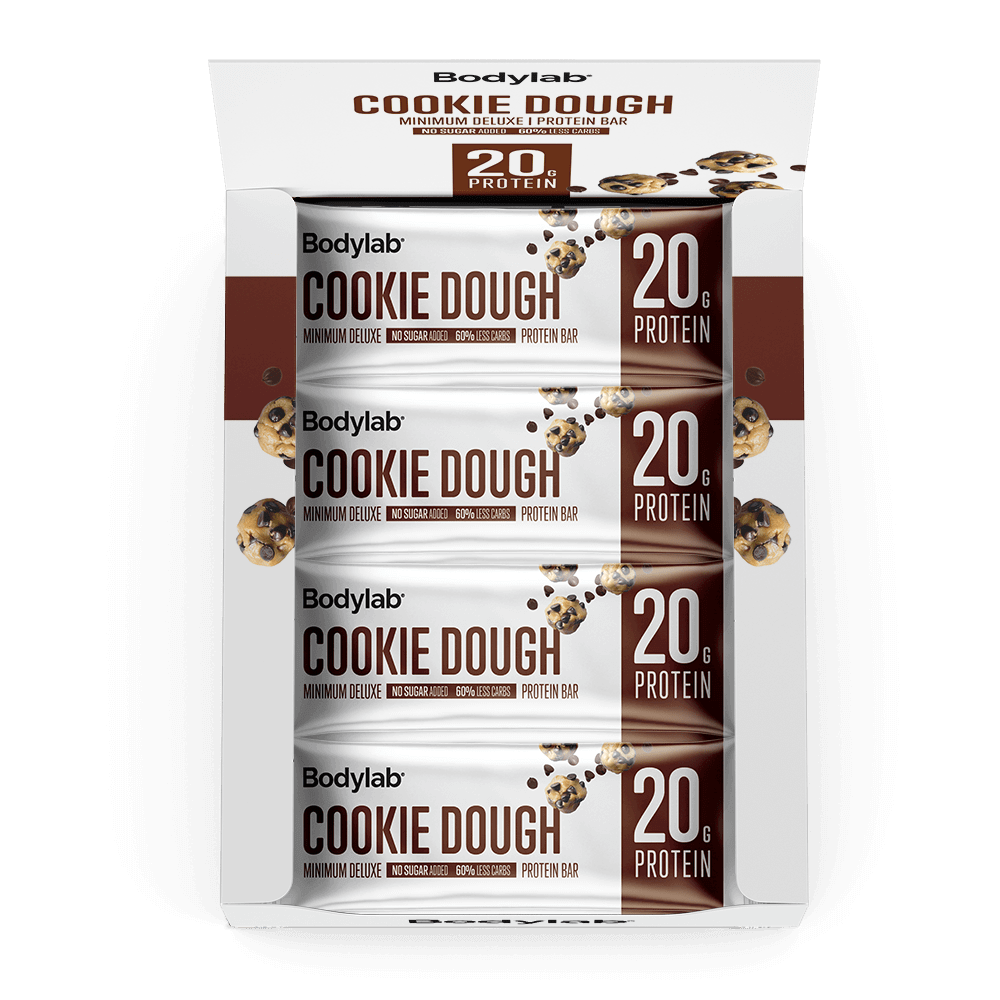 Bodylab®
COOKIE DOUGH
MINIMUM DELUXE | PROTEIN BAR
NO SUGAR ADDED 60% LESS CARBS
20G
PROTEIN
Bodylab®
COOKIE DOUGH
MINIMUM DELUXE NO SUGAR ADDED 60% LESS CARBS PROTEIN BAR
20G
PROTEIN
Bodylab®
COOKIE DOUGH
MINIMUM DELUXE NO SUGAR ADDED 60% LESS CARBS PROTEIN BAR
20G
PROTEIN
Bodylab®
COOKIE DOUGH
MINIMUM DELUXE NO SUGAR ADDED 60% LESS CARBS PROTEIN BAR
20G
PROTEIN
Bodylab®
COOKIE DOUGH
MINIMUM DELUXE NO SUGAR ADDED 60% LESS CARBS PROTEIN BAR
20G
PROTEIN
Bodylab®